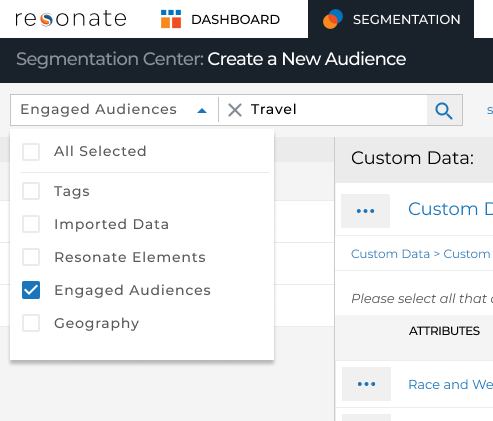 resonate
DASHBOARD
SEGMENTATION
Segmentation Center: Create a New Audience
Engaged Audiences
Travel
All Selected
Tags
Imported Data
Resonate Elements
Engaged Audiences
Geography
Custom Data:
Custom D
Custom Data > Custom
Please select all that
ATTRIBUTES
Race and We